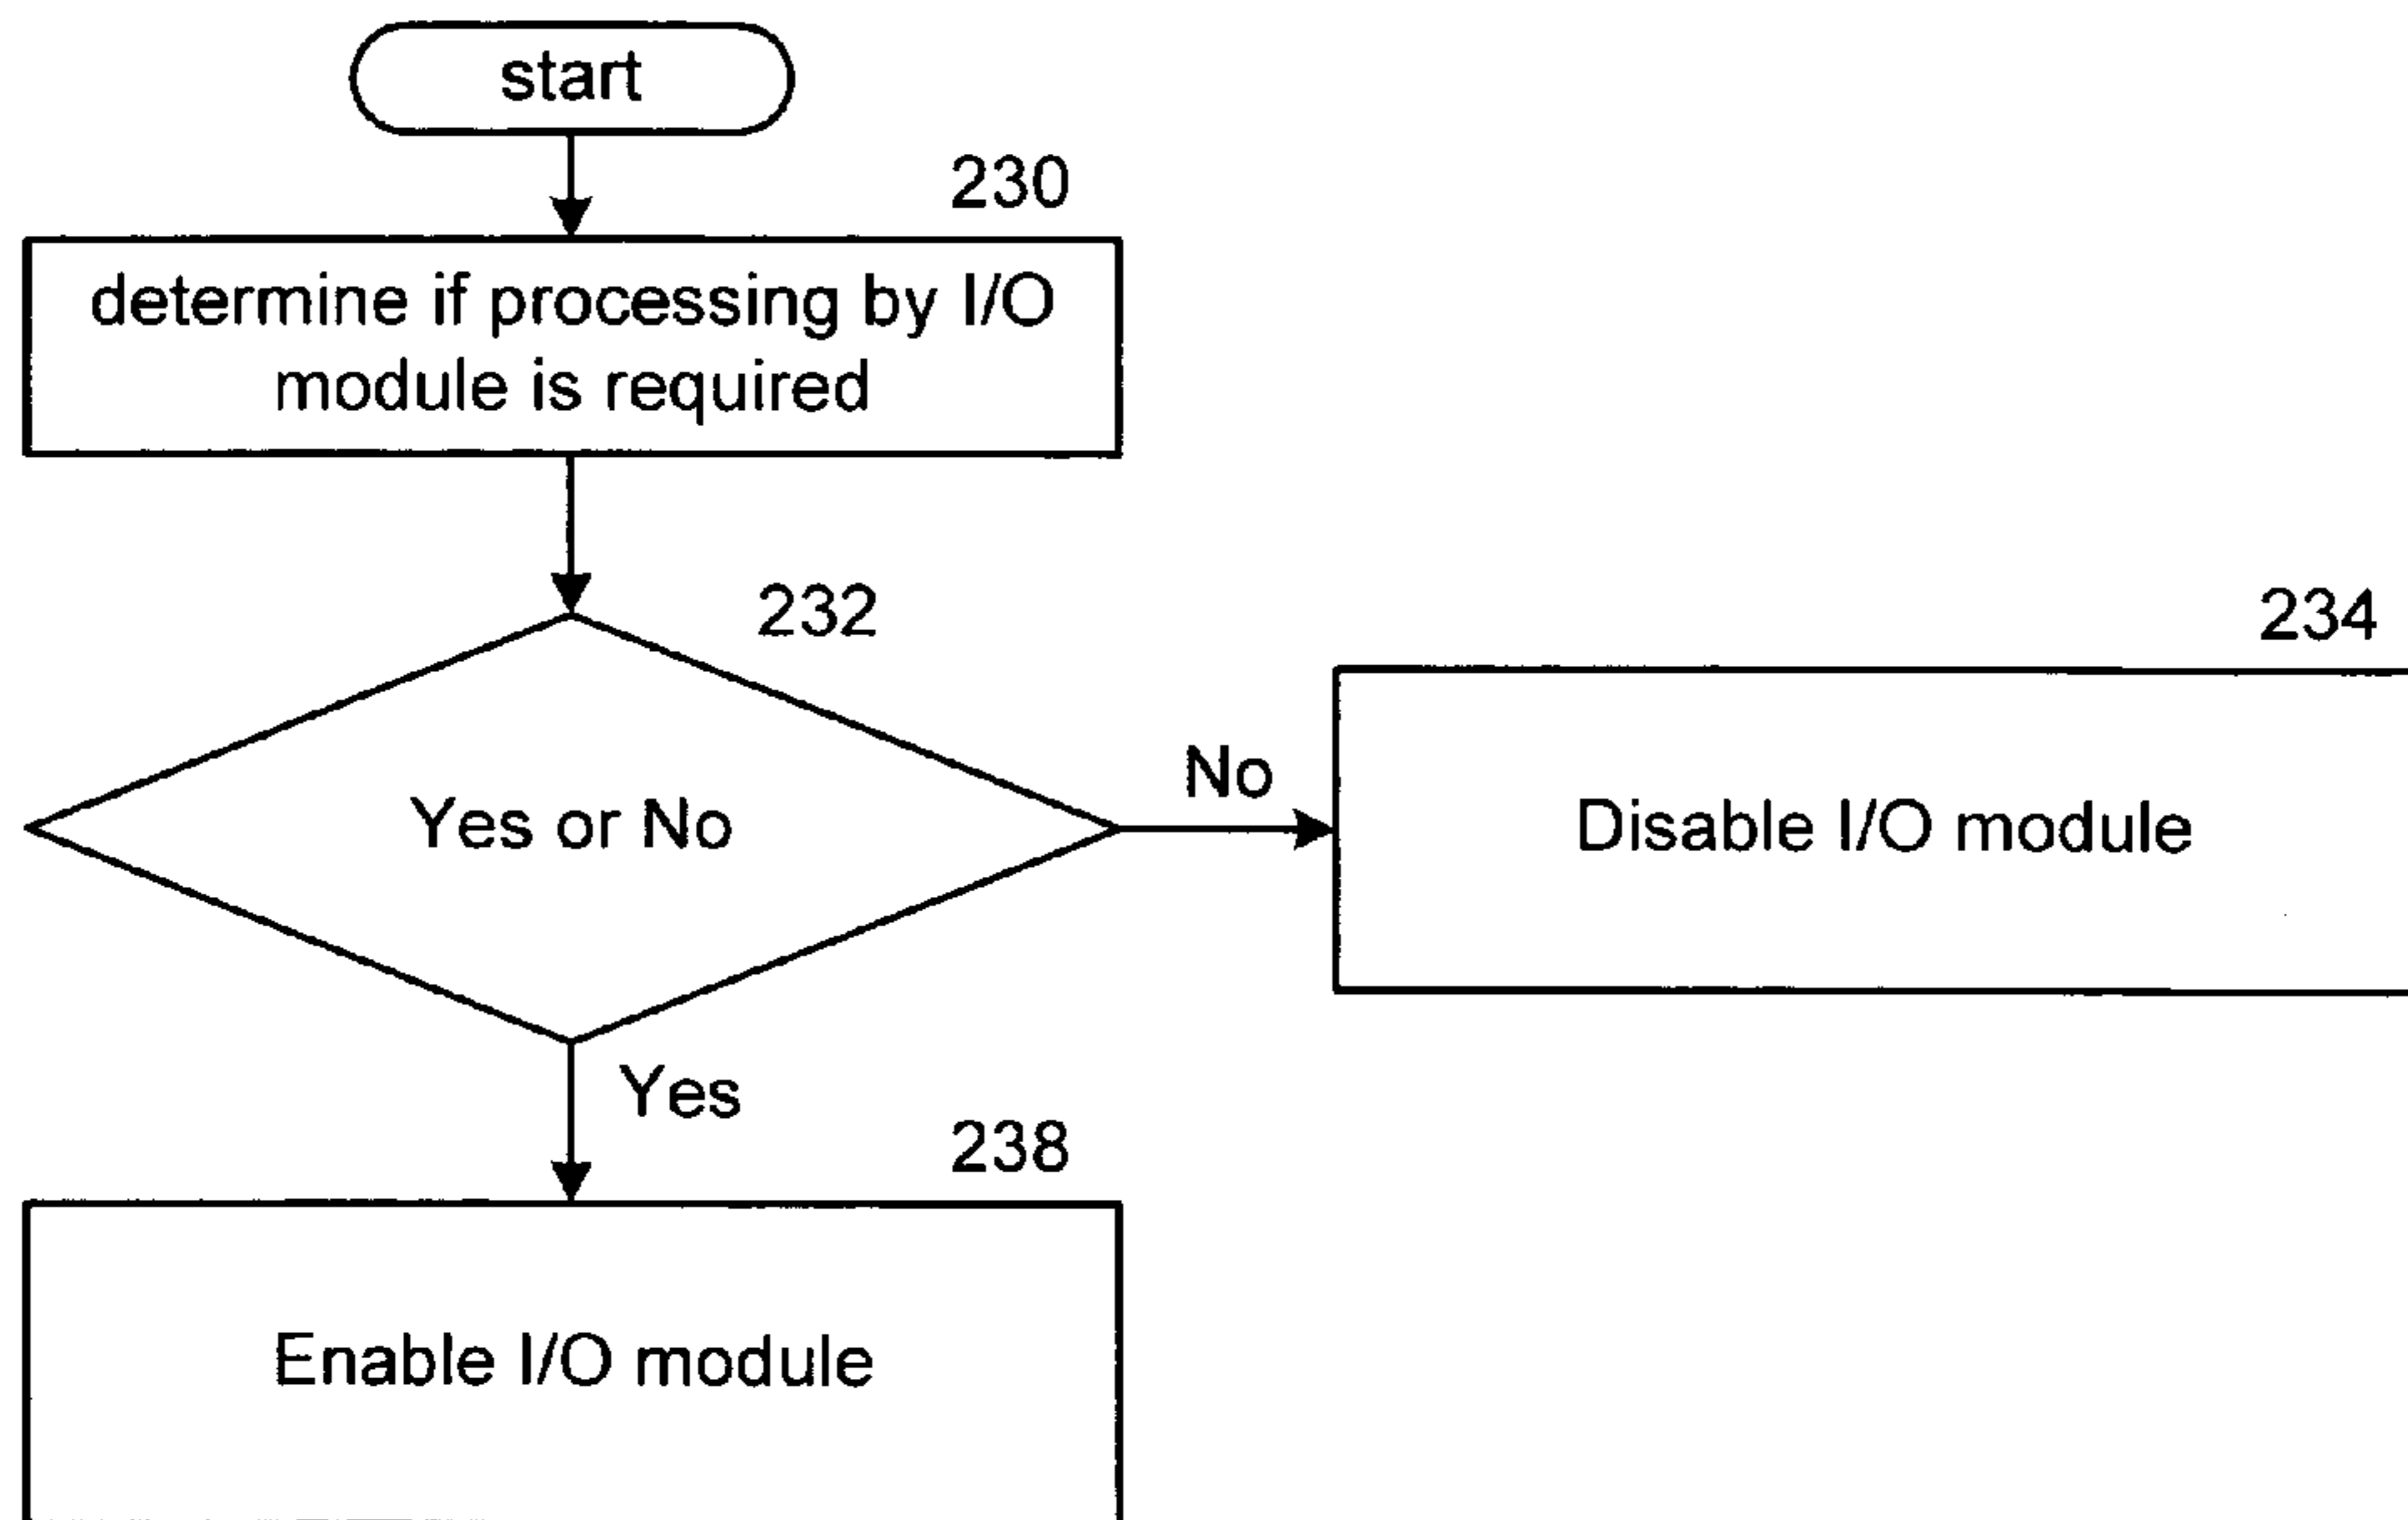 start
230
determine if processing by I/O
module is required
232
Yes or No
No
234
Disable I/O module
Yes
238
Enable I/O module